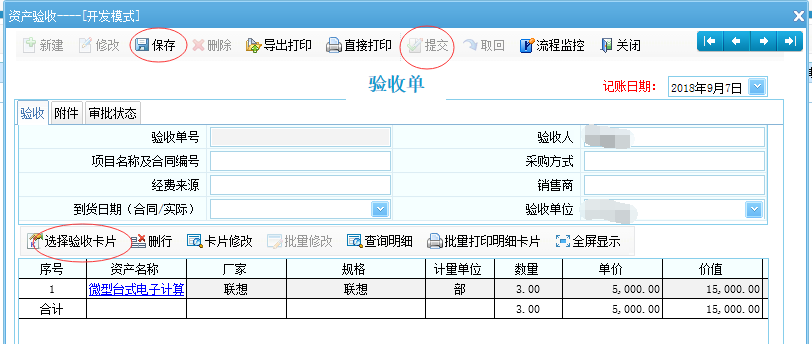 资产验收----[开发模式]
新建 修改 保存 删除 导出打印 直接打印 提交 取回 流程监控 关闭
验收单
记账日期： 2018年9月7日
验收 附件 审批状态
验收单号 验收人
项目名称及合同编号 采购方式
经费来源 销售商
到货日期（合同/实际） 验收单位
选择验收卡片 删行 卡片修改 批量修改 查询明细 批量打印明细卡片 全屏显示
序号 资产名称 厂家 规格 计量单位 数量 单价 价值
1 微型台式电子计算 联想 联想 部 3.00 5,000.00 15,000.00
合计 3.00 5,000.00 15,000.00